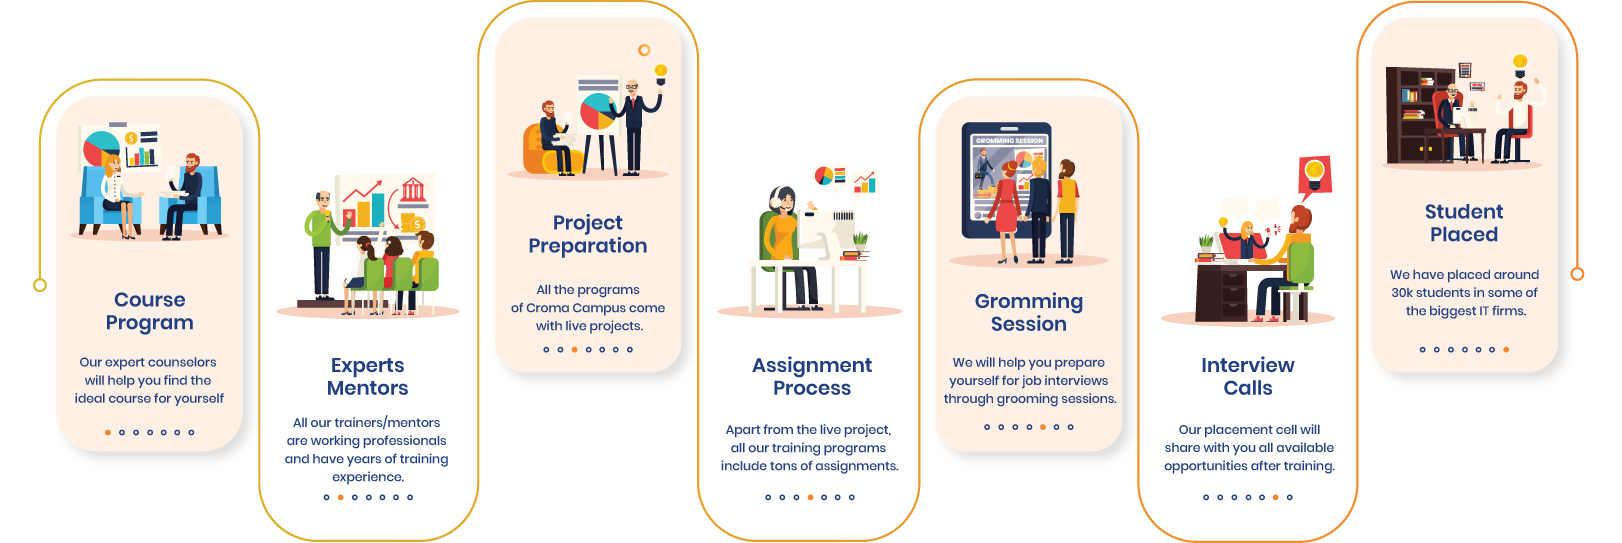 Course
Program
Our expert counselors
will help you find the
ideal course for yourself
Experts
Mentors
All our trainers/mentors
are working professionals
and have years of training
experience.
Project
Preparation
All the programs
of Croma Campus come
with live projects.
Assignment
Process
Apart from the live project,
all our training programs
include tons of assignments.
GROMMING SESSION
Gromming
Session
We will help you prepare
yourself for job interviews
through grooming sessions.
Interview
Calls
Our placement cell will
share with you all available
opportunities after training.
Student
Placed
We have placed around
30k students in some of
the biggest IT firms.